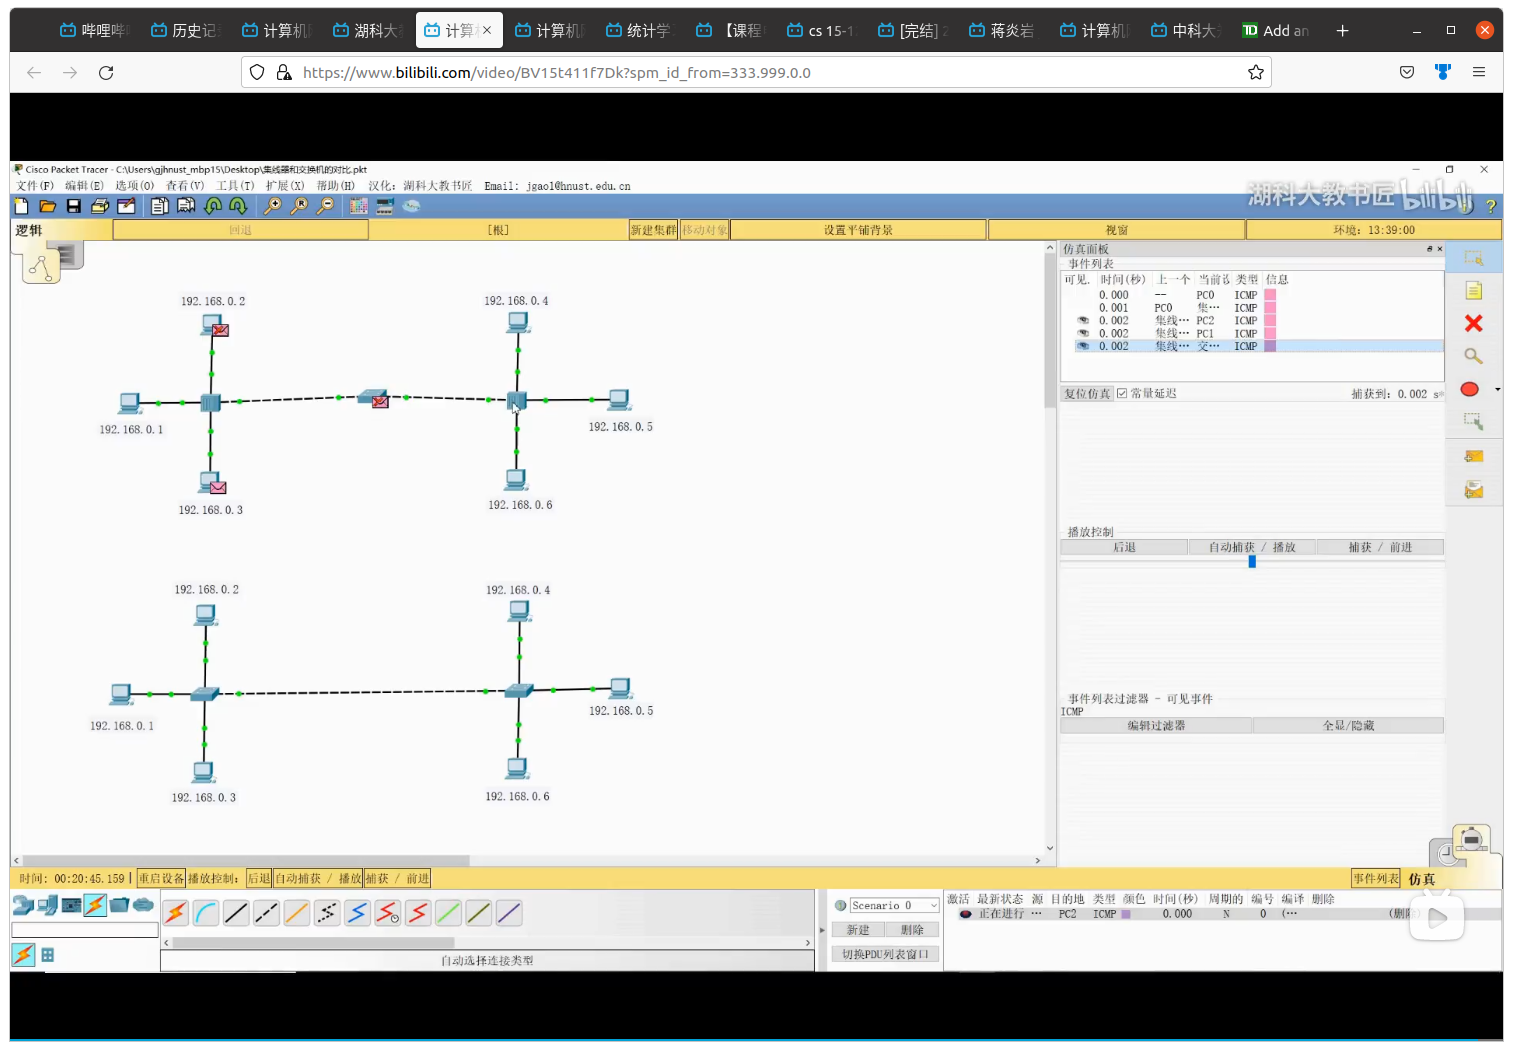 哔哩哔
历史记
计算机
湖科大
计算
计算机
统计学
【课程
cs 15-1
[完结] 2
蒋炎岩
计算机
中科大
Add an
https://www.bilibili.com/video/BV15t411f7Dk?spm_id_from=333.999.0.0
Cisco Packet Tracer - C:\Users\gjhnust_mbp15\Desktop\集线器和交换机的对比.pkt
文件(F) 编辑(E) 选项(O) 查看(V) 工具(T) 扩展(X) 帮助(H) 汉化: 湖科大教书匠 Email: jgao1@hnust.edu.cn
湖科大教书匠 bilibili
逻辑 回退 [根] 新建集群 移动对象 设置平铺背景 视窗 环境: 13:39:00
192.168.0.2
192.168.0.4
192.168.0.1
192.168.0.5
192.168.0.3
192.168.0.6
192.168.0.2
192.168.0.4
192.168.0.1
192.168.0.5
192.168.0.3
192.168.0.6
仿真面板
事件列表
可见. 时间(秒) 上一个 当前设 类型 信息
0.000 -- PC0 ICMP
0.001 PC0 集… ICMP
0.002 集线… PC2 ICMP
0.002 集线… PC1 ICMP
0.002 集线… 交… ICMP
复位仿真 常量延迟 捕获到: 0.002 s
播放控制
后退 自动捕获 / 播放 捕获 / 前进
事件列表过滤器 - 可见事件
ICMP
编辑过滤器 全显/隐藏
时间: 00:20:45.159 重启设备 播放控制: 后退 自动捕获 / 播放 捕获 / 前进 事件列表 仿真
Scenario 0
新建 删除
切换PDU列表窗口
激活 最新状态 源 目的地 类型 颜色 时间(秒) 周期的 编号 编译 删除
正在进行 … PC2 ICMP 0.000 N 0 (… (删除
自动选择连接类型